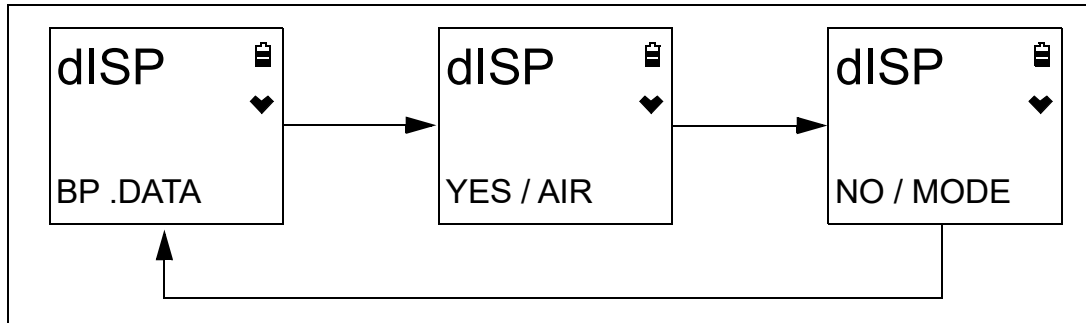 dISP
BP .DATA
dISP
YES / AIR
dISP
NO / MODE